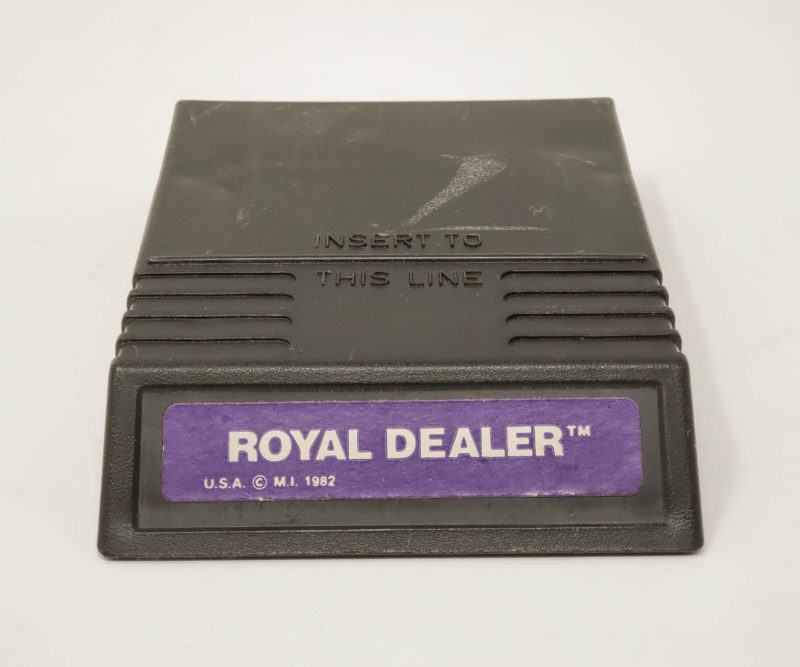 INSERT TO
THIS LINE
ROYAL DEALER™
U.S.A. © M.I. 1982